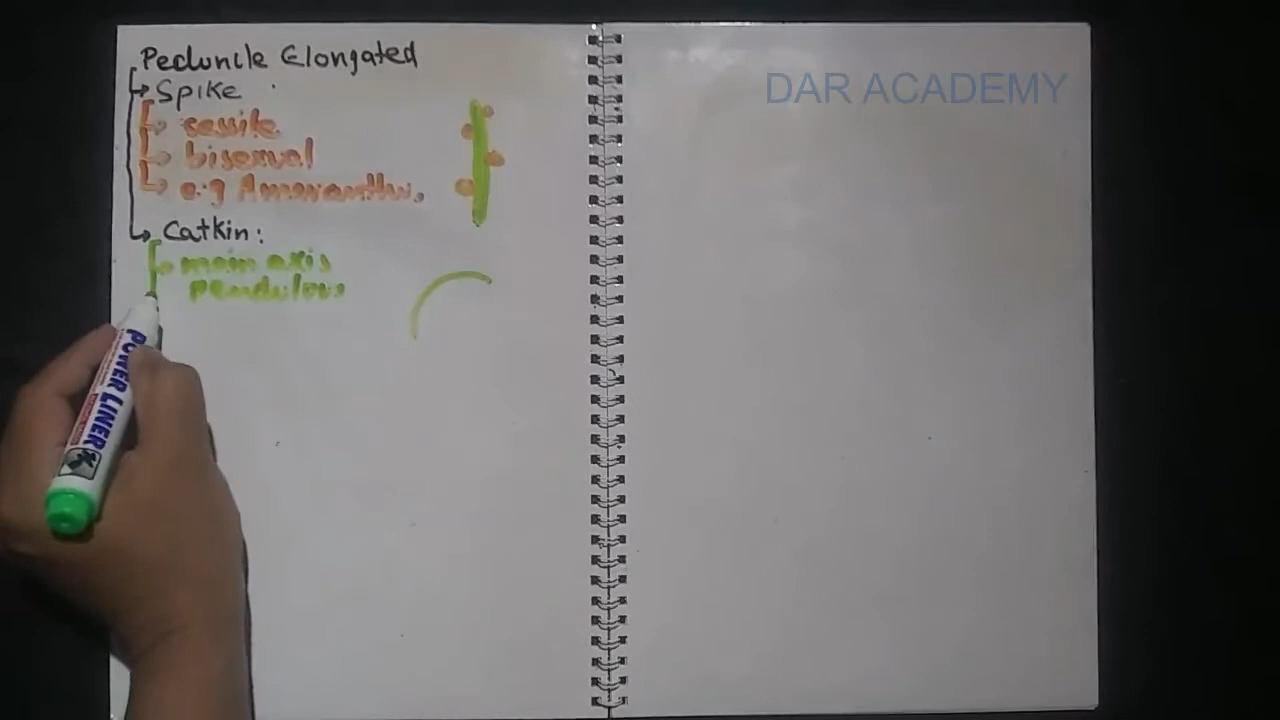 Peduncle Elongated
Spike
sessile
bisexual
e.g Amaranthus.
Catkin:
main axis
pendulous
POWER LINER
DAR ACADEMY